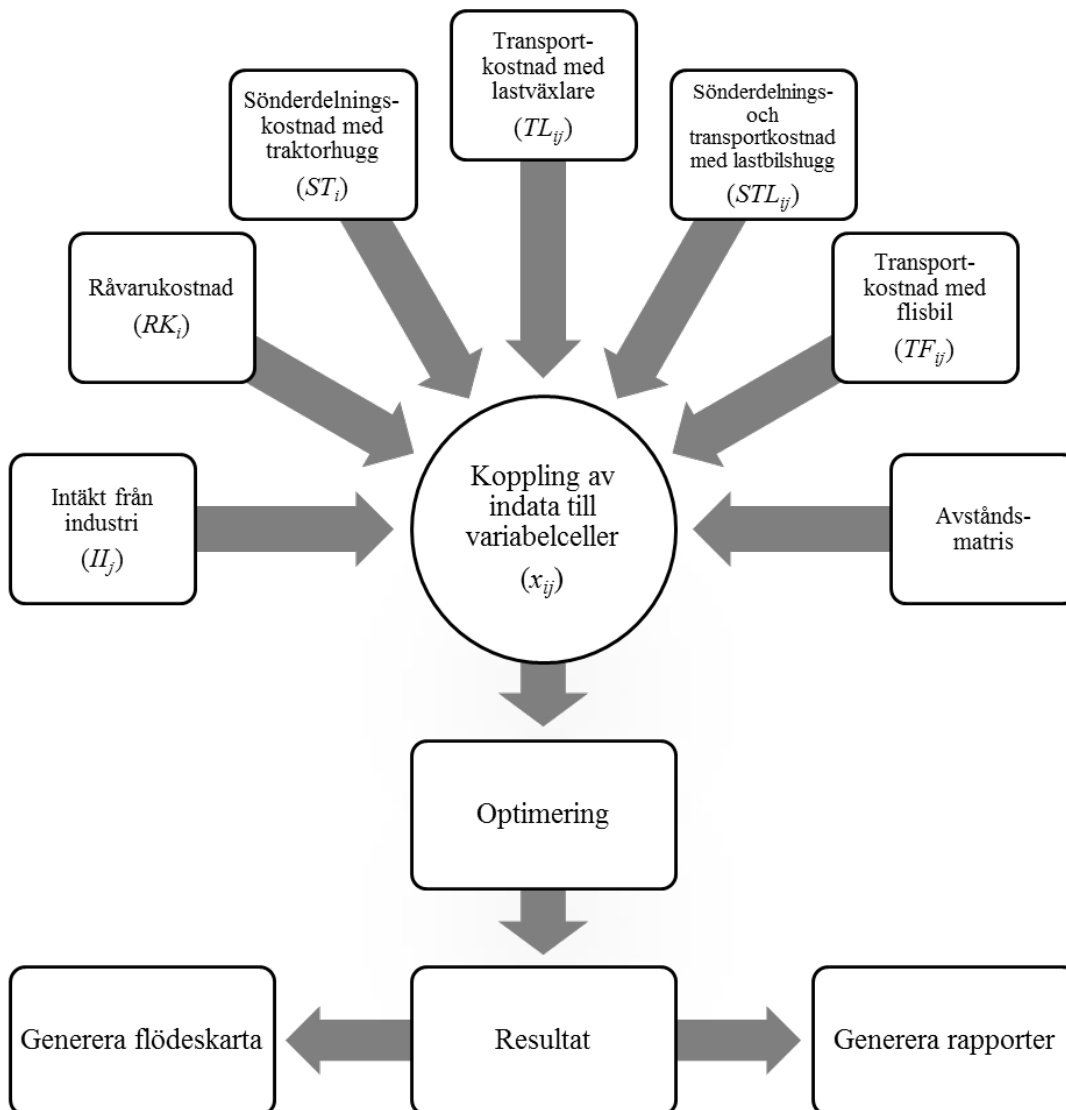 Transport-
kostnad med
lastväxlare
(TL_ij)
Sönderdelnings-
kostnad med
traktorhugg
(ST_i)
Sönderdelnings-
och
transportkostnad
med lastbilshugg
(STL_ij)
Råvarukostnad
(RK_i)
Transport-
kostnad med
flisbil
(TF_ij)
Intäkt från
industri
(II_j)
Koppling av
indata till
variabelceller
(x_ij)
Avstånds-
matris
Optimering
Generera flödeskarta
Resultat
Generera rapporter